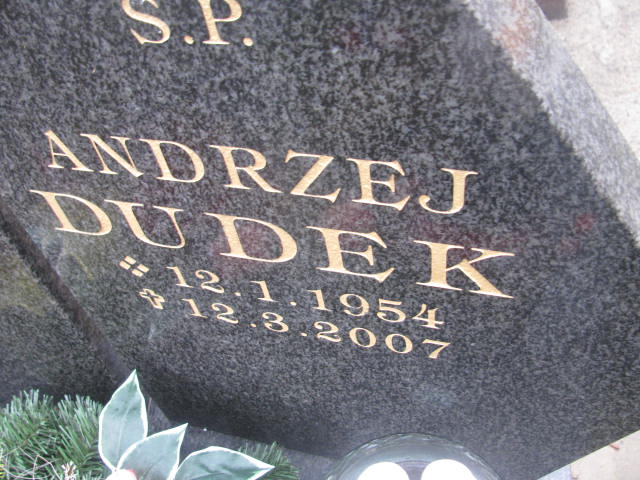 S.P.
ANDRZEJ
DUDEK
12.1.1954
12.3.2007